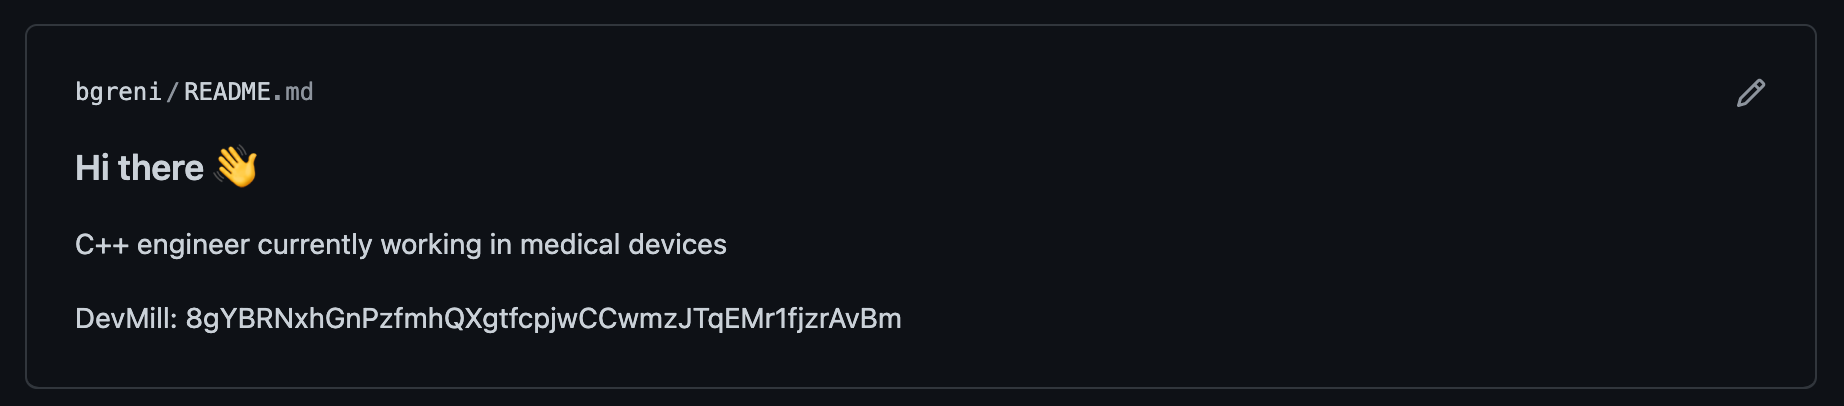 bgreni/README.md
Hi there 👋
C++ engineer currently working in medical devices
DevMill: 8gYBRNxhGnPzfmhQXgtfcpjwCCwmzJTqEMr1fjzrAvBm